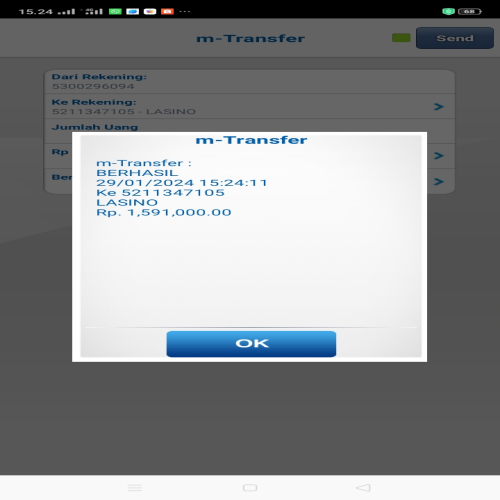 15.24
68
m-Transfer
Send
Dari Rekening:
5300296094
Ke Rekening:
5211347105 - LASINO
Jumlah Uang
Rp
Ber
m-Transfer
m-Transfer :
BERHASIL
29/01/2024 15:24:11
Ke 5211347105
LASINO
Rp. 1,591,000.00
OK